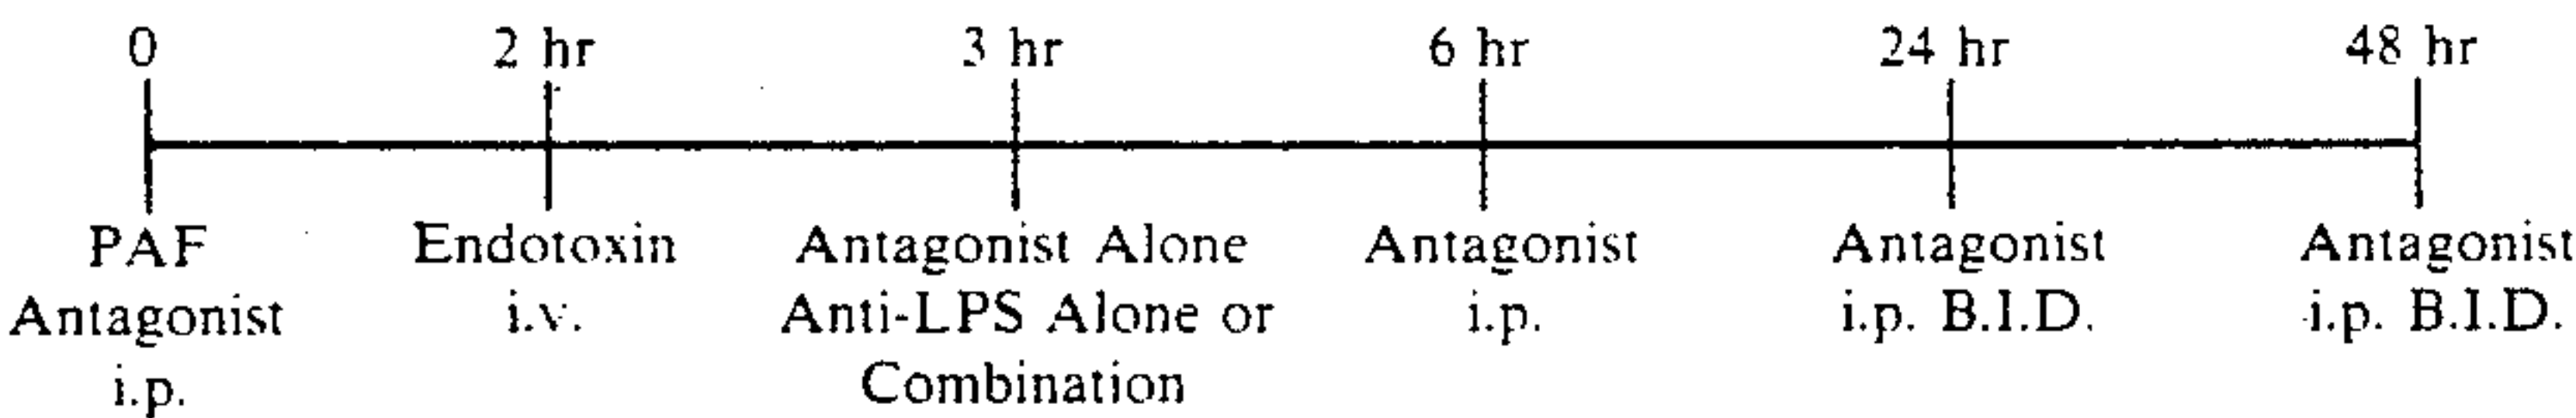 0 2 hr 3 hr 6 hr 24 hr 48 hr
PAF Endotoxin Antagonist Alone Antagonist Antagonist Antagonist
Antagonist i.v. Anti-LPS Alone or i.p. i.p. B.I.D. i.p. B.I.D.
i.p. Combination